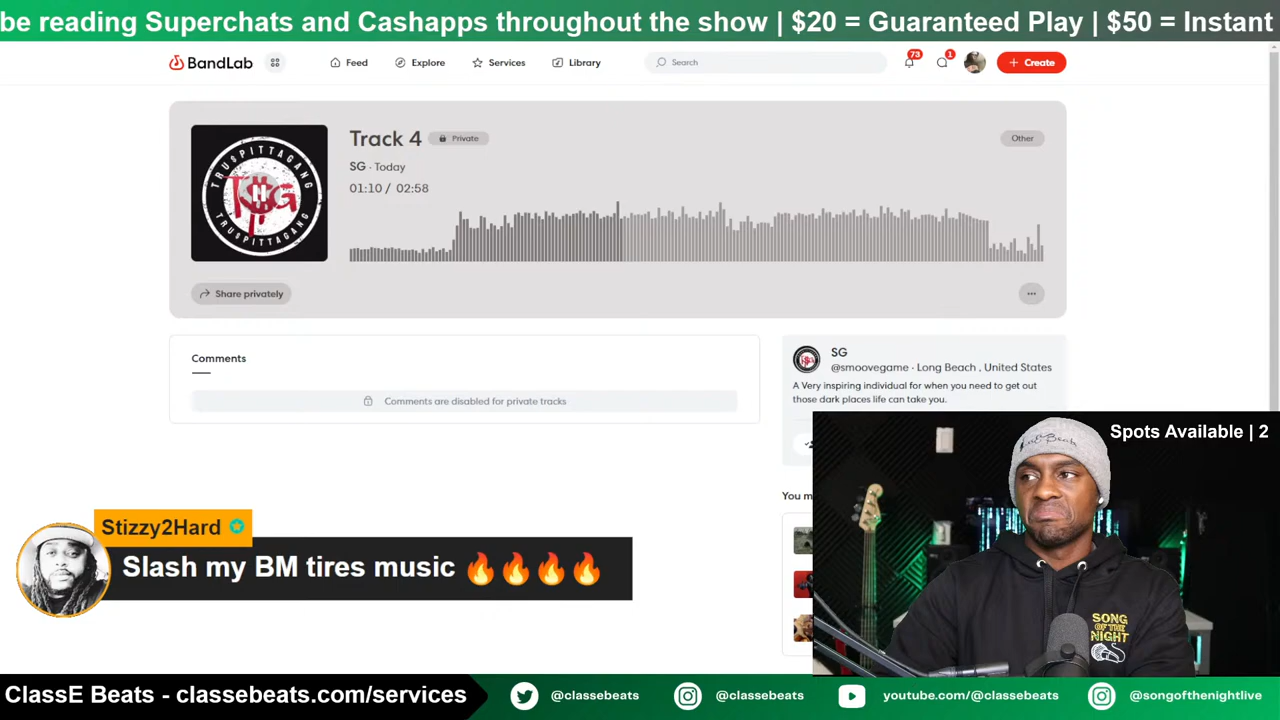 be reading Superchats and Cashapps throughout the show | $20 = Guaranteed Play | $50 = Instant
BandLab
Feed
Explore
Services
Library
Search
73
1
+ Create
Track 4
Private
Other
SG · Today
01:10 / 02:58
TRUSPITTAGANG
TRUSPITTAGANG
Share privately
Comments
Comments are disabled for private tracks
SG
@smoovegame · Long Beach , United States
A Very inspiring individual for when you need to get out
those dark places life can take you.
You m
Spots Available | 2
Stizzy2Hard
Slash my BM tires music 🔥🔥🔥🔥
SONG
OF THE
NIGHT
ClassE Beats - classebeats.com/services
@classebeats
@classebeats
youtube.com/@classebeats
@songofthenightlive